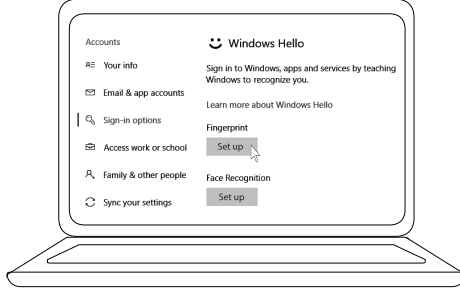 Accounts
Your info
Email & app accounts
Sign-in options
Access work or school
Family & other people
Sync your settings
Windows Hello
Sign in to Windows, apps and services by teaching
Windows to recognize you.
Learn more about Windows Hello
Fingerprint
Set up
Face Recognition
Set up